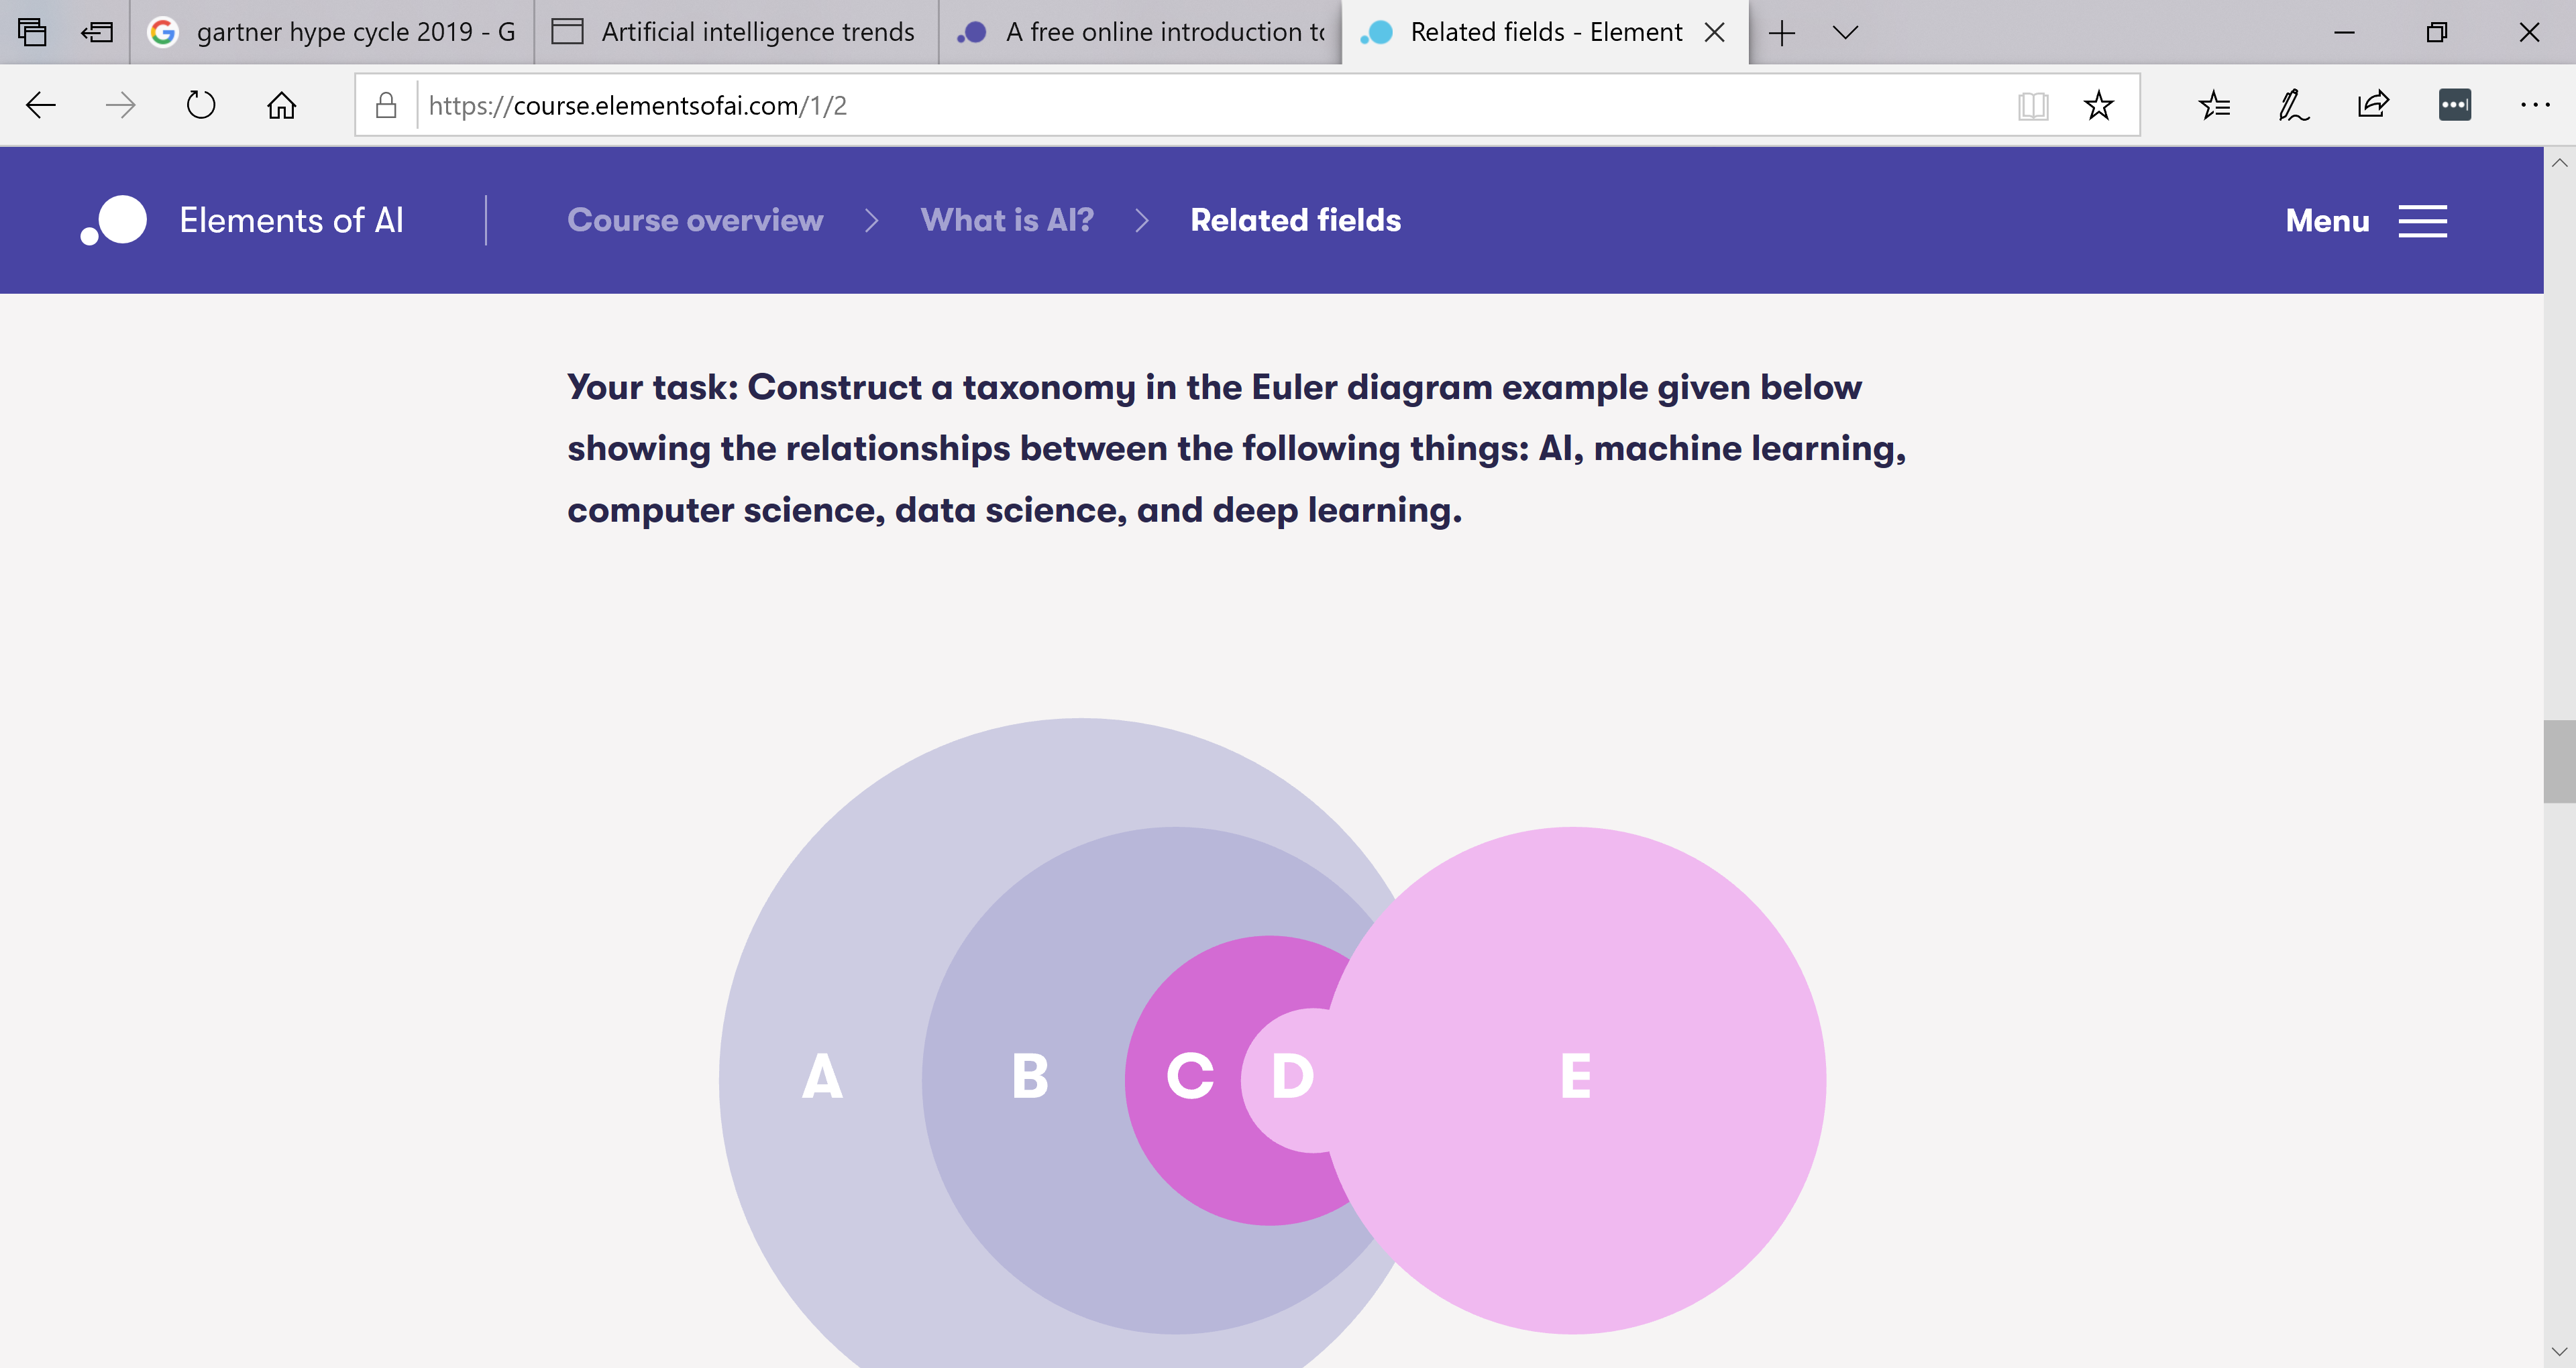 gartner hype cycle 2019 - G
Artificial intelligence trends
A free online introduction to
Related fields - Element
https://course.elementsofai.com/1/2
Elements of AI
Course overview > What is AI? > Related fields
Menu
Your task: Construct a taxonomy in the Euler diagram example given below
showing the relationships between the following things: AI, machine learning,
computer science, data science, and deep learning.
A B C D E